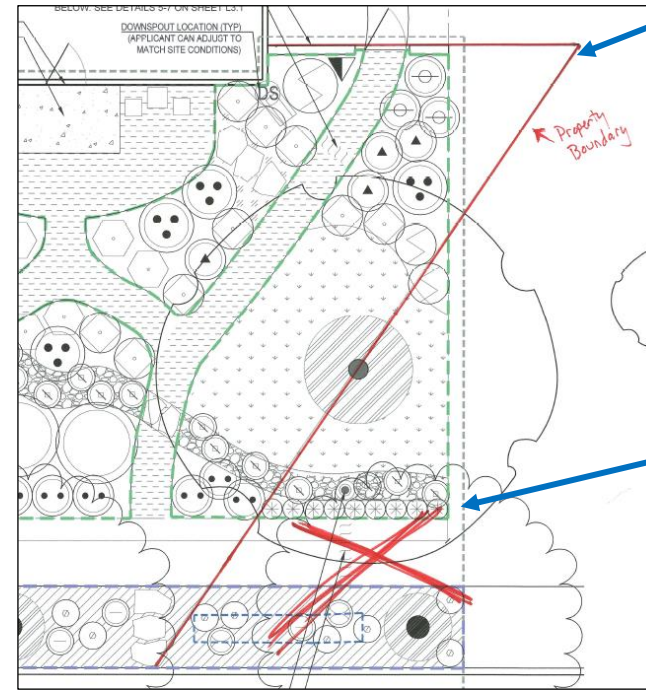 BELOW. SEE DETAILS 5-7 ON SHEET L3.1
DOWNSPOUT LOCATION (TYP)
(APPLICANT CAN ADJUGT TO
MATCH SITE CONDITIONS)
DS
Property
Boundary